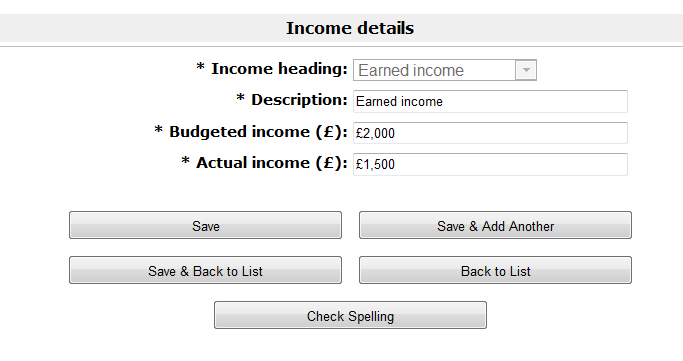 Income details
* Income heading: Earned income
* Description: Earned income
* Budgeted income (£): £2,000
* Actual income (£): £1,500
Save Save & Add Another
Save & Back to List Back to List
Check Spelling